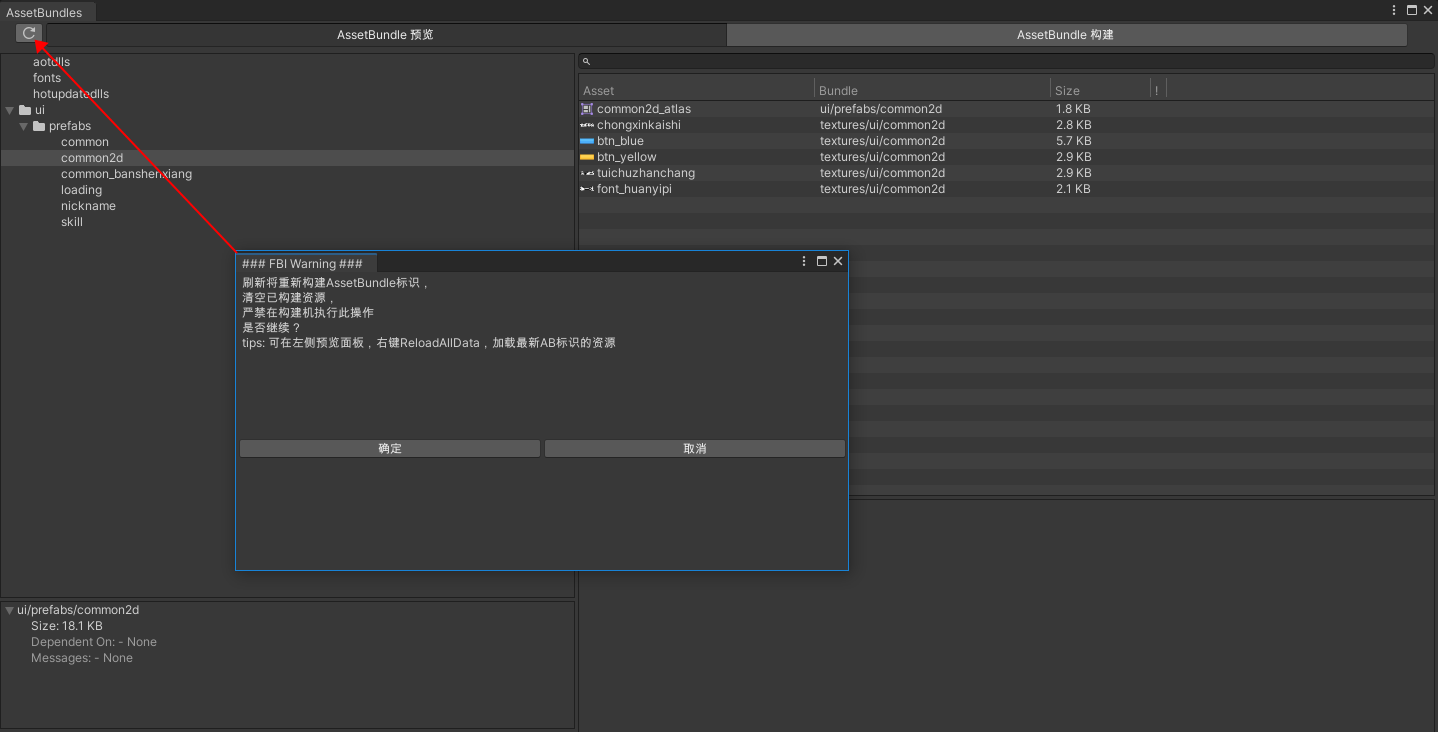 AssetBundles
AssetBundle 预览
AssetBundle 构建
aotdlls
fonts
hotupdatedlls
ui
prefabs
common
common2d
common_banshenxiang
loading
nickname
skill
Asset Bundle Size !
common2d_atlas ui/prefabs/common2d 1.8 KB
chongxinkaishi textures/ui/common2d 2.8 KB
btn_blue textures/ui/common2d 5.7 KB
btn_yellow textures/ui/common2d 2.9 KB
tuichuzhanchang textures/ui/common2d 2.9 KB
font_huanyipi textures/ui/common2d 2.1 KB
### FBI Warning ###
刷新将重新构建AssetBundle标识，
清空已构建资源，
严禁在构建机执行此操作
是否继续？
tips: 可在左侧预览面板，右键ReloadAllData，加载最新AB标识的资源
确定
取消
ui/prefabs/common2d
Size: 18.1 KB
Dependent On: - None
Messages: - None